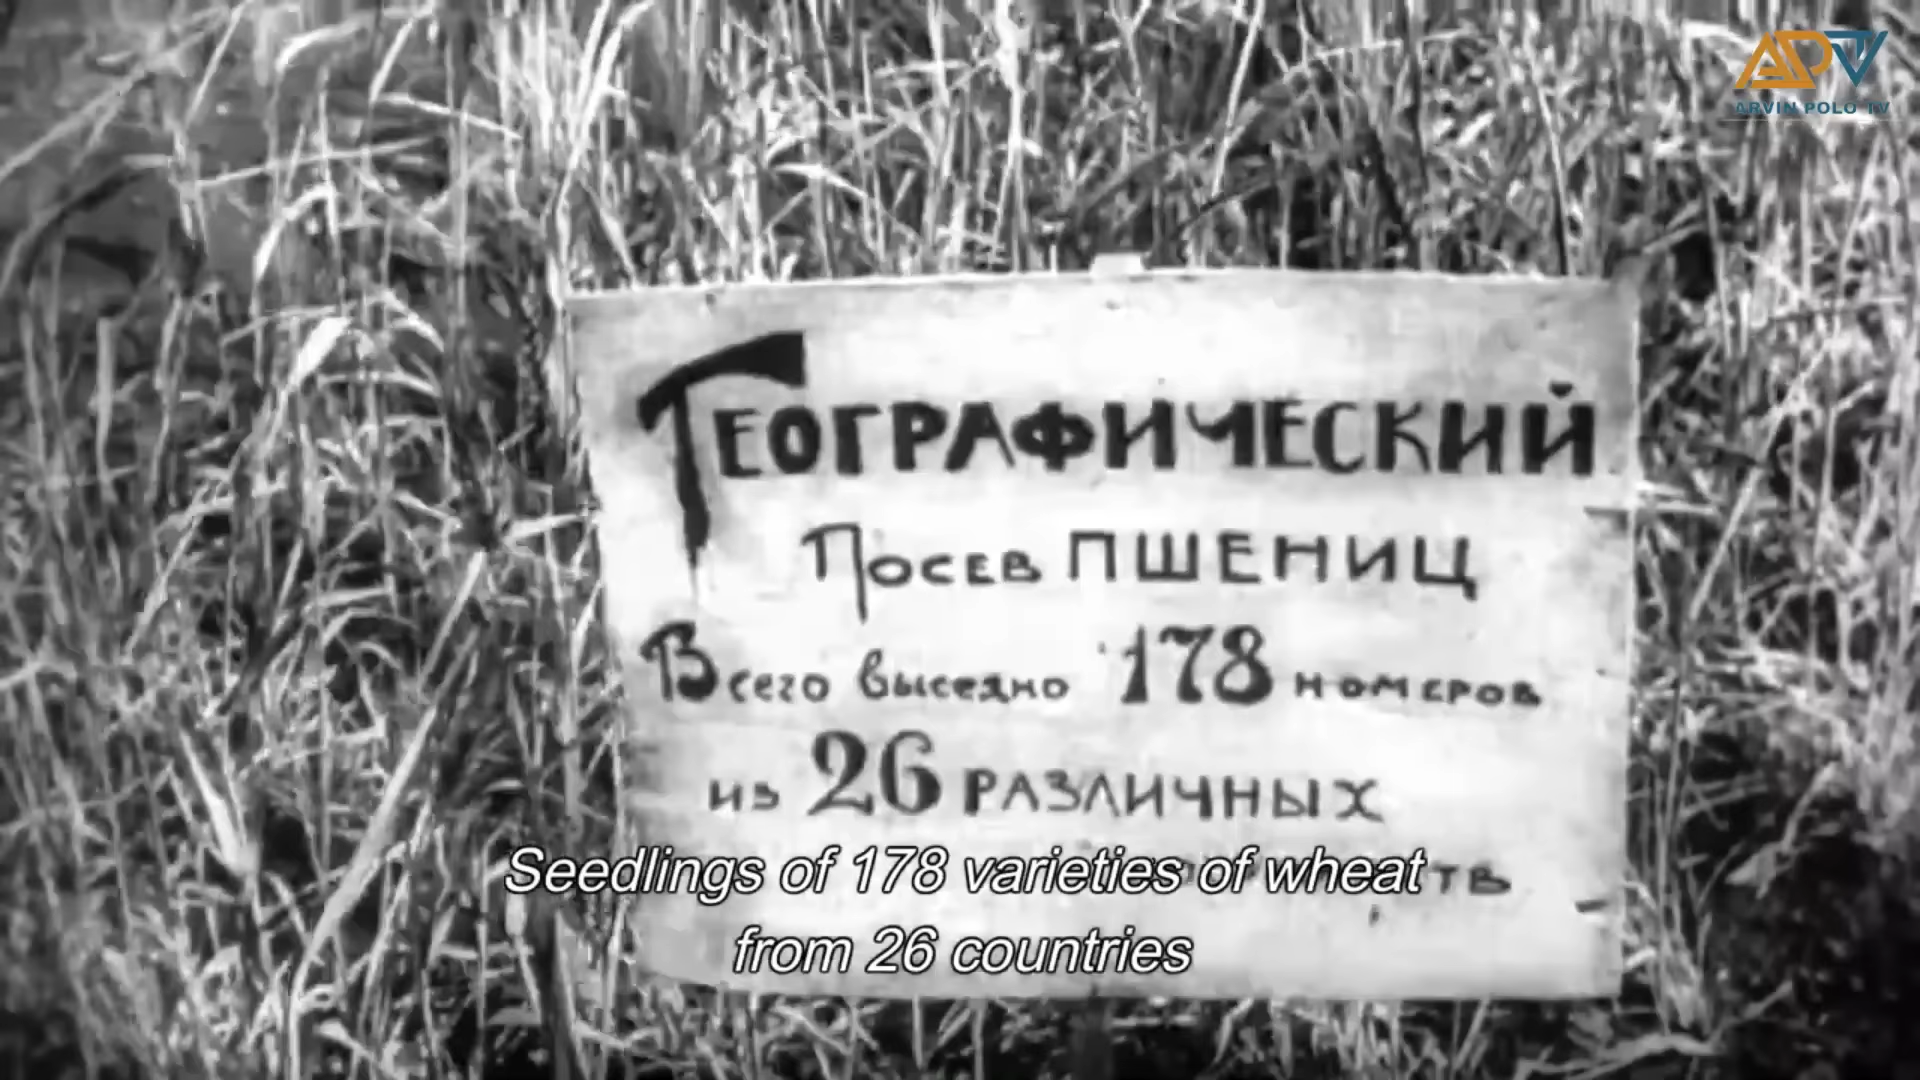 ARVIN POLO TV
ГЕОГРАФИЧЕСКИЙ
Посев ПШЕНИЦ
Всего высеяно 178 номеров
из 26 РАЗЛИЧНЫХ
Seedlings of 178 varieties of wheat
from 26 countries